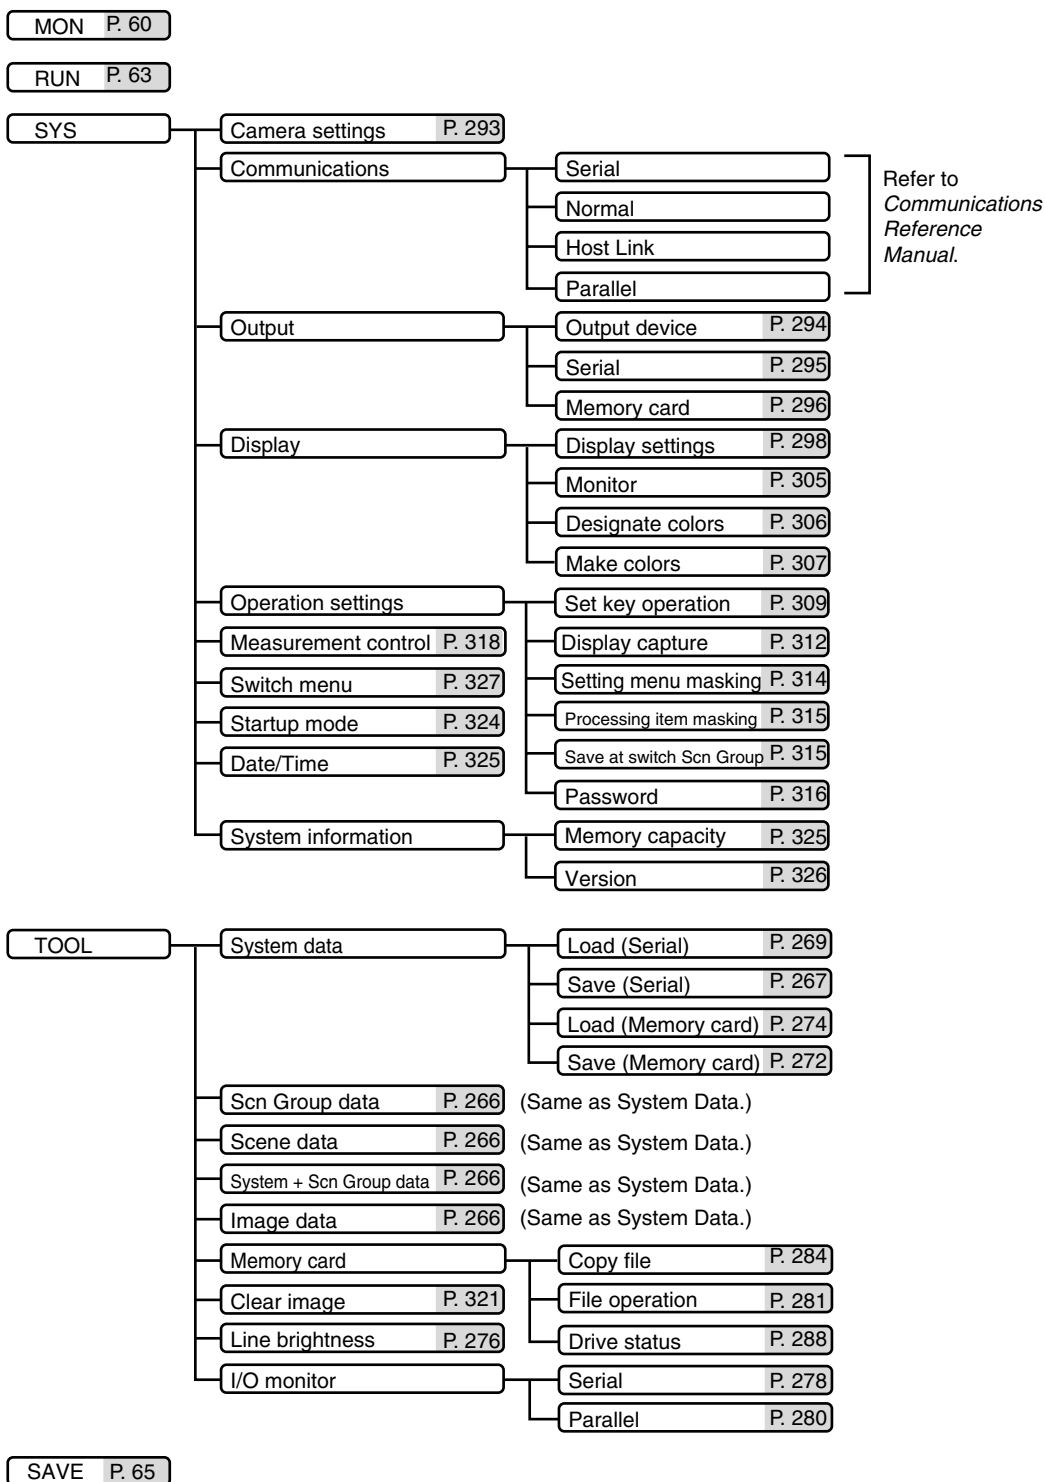 MON P. 60
RUN P. 63
SYS
Camera settings P. 293
Communications
Serial
Normal
Host Link
Parallel
Refer to
Communications
Reference
Manual.
Output
Output device P. 294
Serial P. 295
Memory card P. 296
Display
Display settings P. 298
Monitor P. 305
Designate colors P. 306
Make colors P. 307
Operation settings
Set key operation P. 309
Display capture P. 312
Setting menu masking P. 314
Processing item masking P. 315
Save at switch Scn Group P. 315
Password P. 316
Measurement control P. 318
Switch menu P. 327
Startup mode P. 324
Date/Time P. 325
System information
Memory capacity P. 325
Version P. 326
TOOL
System data
Load (Serial) P. 269
Save (Serial) P. 267
Load (Memory card) P. 274
Save (Memory card) P. 272
Scn Group data P. 266 (Same as System Data.)
Scene data P. 266 (Same as System Data.)
System + Scn Group data P. 266 (Same as System Data.)
Image data P. 266 (Same as System Data.)
Memory card
Copy file P. 284
File operation P. 281
Drive status P. 288
Clear image P. 321
Line brightness P. 276
I/O monitor
Serial P. 278
Parallel P. 280
SAVE P. 65